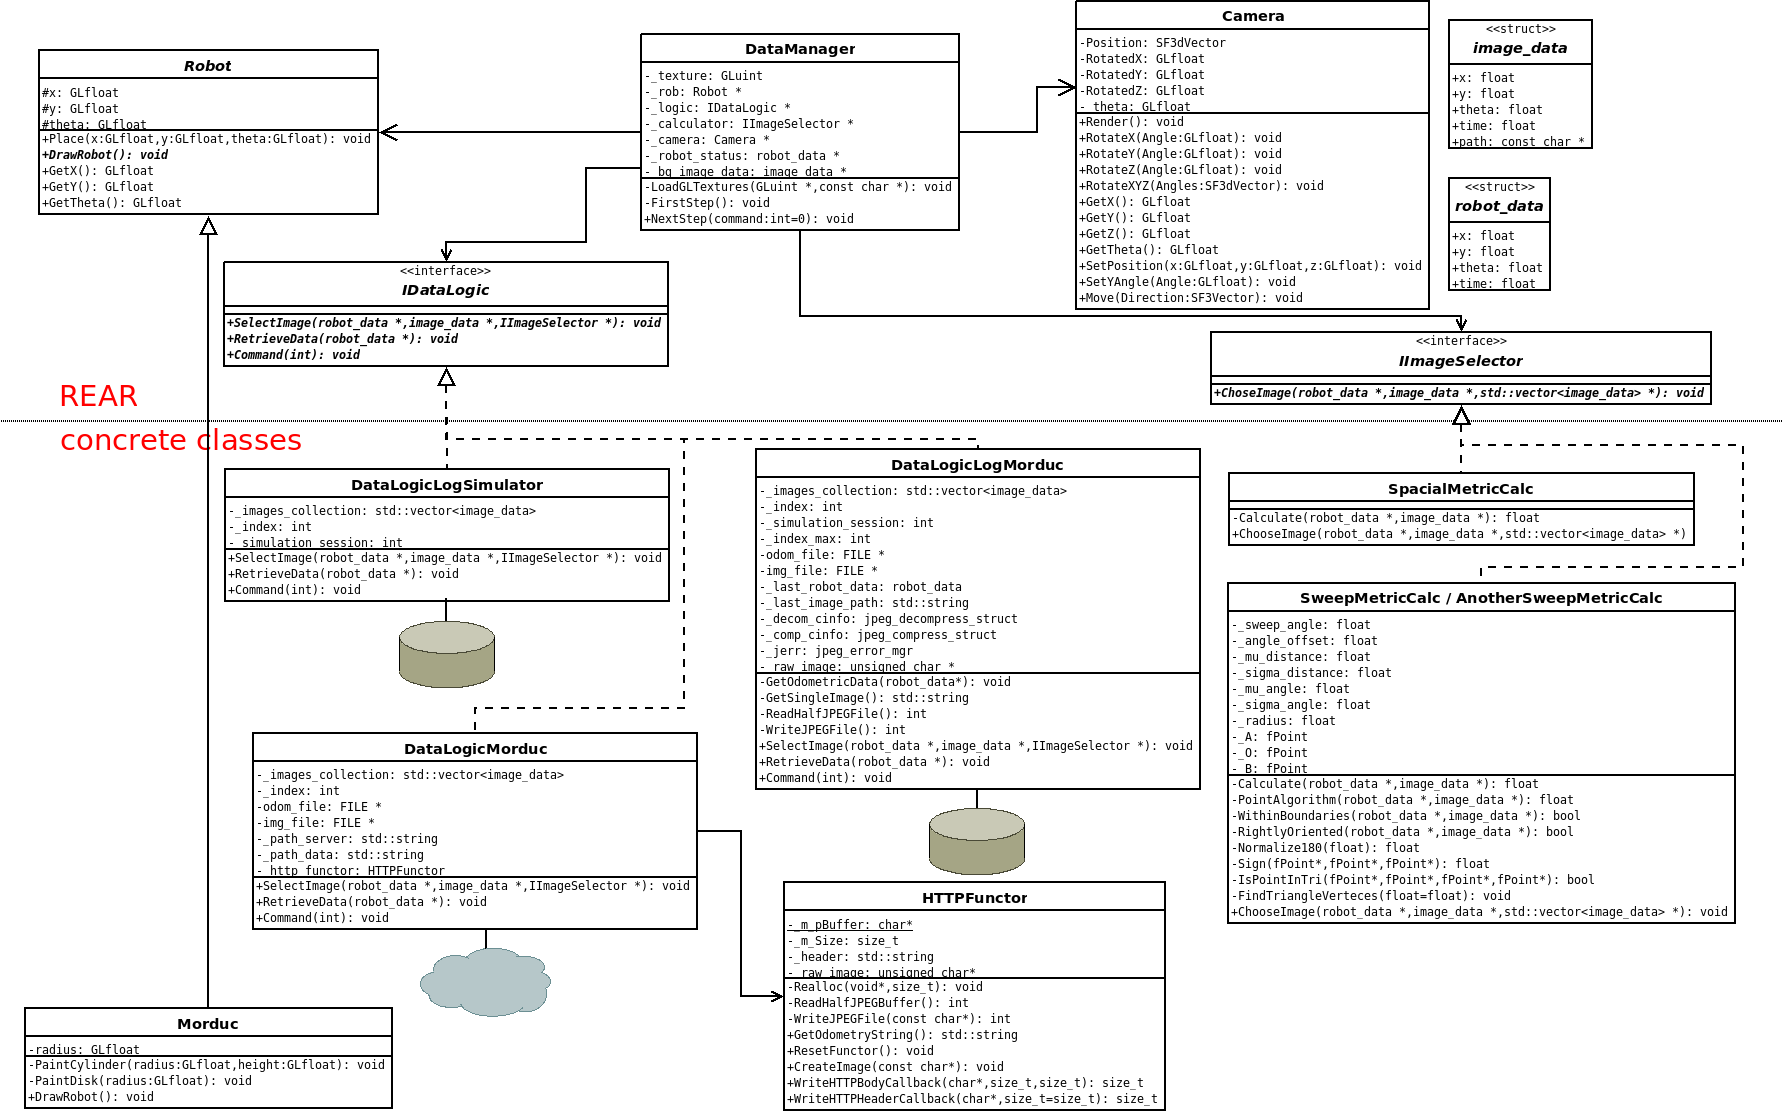 Robot
#x: GLfloat
#y: GLfloat
#theta: GLfloat
+Place(x:GLfloat,y:GLfloat,theta:GLfloat): void
+DrawRobot(): void
+GetX(): GLfloat
+GetY(): GLfloat
+GetTheta(): GLfloat
DataManager
-_texture: GLuint
-_rob: Robot *
-_logic: IDataLogic *
-_calculator: IImageSelector *
-_camera: Camera *
-_robot_status: robot_data *
-_bg_image_data: image_data *
-LoadGLTextures(GLuint *,const char *): void
-FirstStep(): void
+NextStep(command:int=0): void
Camera
-Position: SF3dVector
-RotatedX: GLfloat
-RotatedY: GLfloat
-RotatedZ: GLfloat
-_theta: GLfloat
+Render(): void
+RotateX(Angle:GLfloat): void
+RotateY(Angle:GLfloat): void
+RotateZ(Angle:GLfloat): void
+RotateXYZ(Angles:SF3dVector): void
+GetX(): GLfloat
+GetY(): GLfloat
+GetZ(): GLfloat
+GetTheta(): GLfloat
+SetPosition(x:GLfloat,y:GLfloat,z:GLfloat): void
+SetYAngle(Angle:GLfloat): void
+Move(Direction:SF3Vector): void
<<struct>>
image_data
+x: float
+y: float
+theta: float
+time: float
+path: const char *
<<struct>>
robot_data
+x: float
+y: float
+theta: float
+time: float
<<interface>>
IDataLogic
+SelectImage(robot_data *,image_data *,IImageSelector *): void
+RetrieveData(robot_data *): void
+Command(int): void
<<interface>>
IImageSelector
+ChoseImage(robot_data *,image_data *,std::vector<image_data> *): void
REAR
concrete classes
DataLogicLogSimulator
-_images_collection: std::vector<image_data>
-_index: int
-_simulation_session: int
+SelectImage(robot_data *,image_data *,IImageSelector *): void
+RetrieveData(robot_data *): void
+Command(int): void
DataLogicLogMorduc
-_images_collection: std::vector<image_data>
-_index: int
-_simulation_session: int
-_index_max: int
-odom_file: FILE *
-img_file: FILE *
-_last_robot_data: robot_data
-_last_image_path: std::string
-_decom_cinfo: jpeg_decompress_struct
-_comp_cinfo: jpeg_compress_struct
-_jerr: jpeg_error_mgr
-_raw_image: unsigned char *
-GetOdometricData(robot_data*): void
-GetSingleImage(): std::string
-ReadHalfJPEGFile(): int
-WriteJPEGFile(): int
+SelectImage(robot_data *,image_data *,IImageSelector *): void
+RetrieveData(robot_data *): void
+Command(int): void
SpacialMetricCalc
-Calculate(robot_data *,image_data *): float
+ChooseImage(robot_data *,image_data *,std::vector<image_data> *)
SweepMetricCalc / AnotherSweepMetricCalc
-_sweep_angle: float
-_angle_offset: float
-_mu_distance: float
-_sigma_distance: float
-_mu_angle: float
-_sigma_angle: float
-_radius: float
-_A: fPoint
-_O: fPoint
-_B: fPoint
-Calculate(robot_data *,image_data *): float
-PointAlgorithm(robot_data *,image_data *): float
-WithinBoundaries(robot_data *,image_data *): bool
-RightlyOriented(robot_data *,image_data *): bool
-Normalize180(float): float
-Sign(fPoint*,fPoint*,fPoint*): float
-IsPointInTri(fPoint*,fPoint*,fPoint*,fPoint*): bool
-FindTriangleVerteces(float=float): void
+ChooseImage(robot_data *,image_data *,std::vector<image_data> *): void
DataLogicMorduc
-_images_collection: std::vector<image_data>
-_index: int
-odom_file: FILE *
-img_file: FILE *
-_path_server: std::string
-_path_data: std::string
-_http_functor: HTTPFunctor
+SelectImage(robot_data *,image_data *,IImageSelector *): void
+RetrieveData(robot_data *): void
+Command(int): void
HTTPFunctor
-_m_pBuffer: char*
-_m_Size: size_t
-_header: std::string
-_raw_image: unsigned char*
-Realloc(void*,size_t): void
-ReadHalfJPEGBuffer(): int
-WriteJPEGFile(const char*): int
+GetOdometryString(): std::string
+ResetFunctor(): void
+CreateImage(const char*): void
+WriteHTTPBodyCallback(char*,size_t,size_t): size_t
+WriteHTTPHeaderCallback(char*,size_t=size_t): size_t
Morduc
-radius: GLfloat
-PaintCylinder(radius:GLfloat,height:GLfloat): void
-PaintDisk(radius:GLfloat): void
+DrawRobot(): void